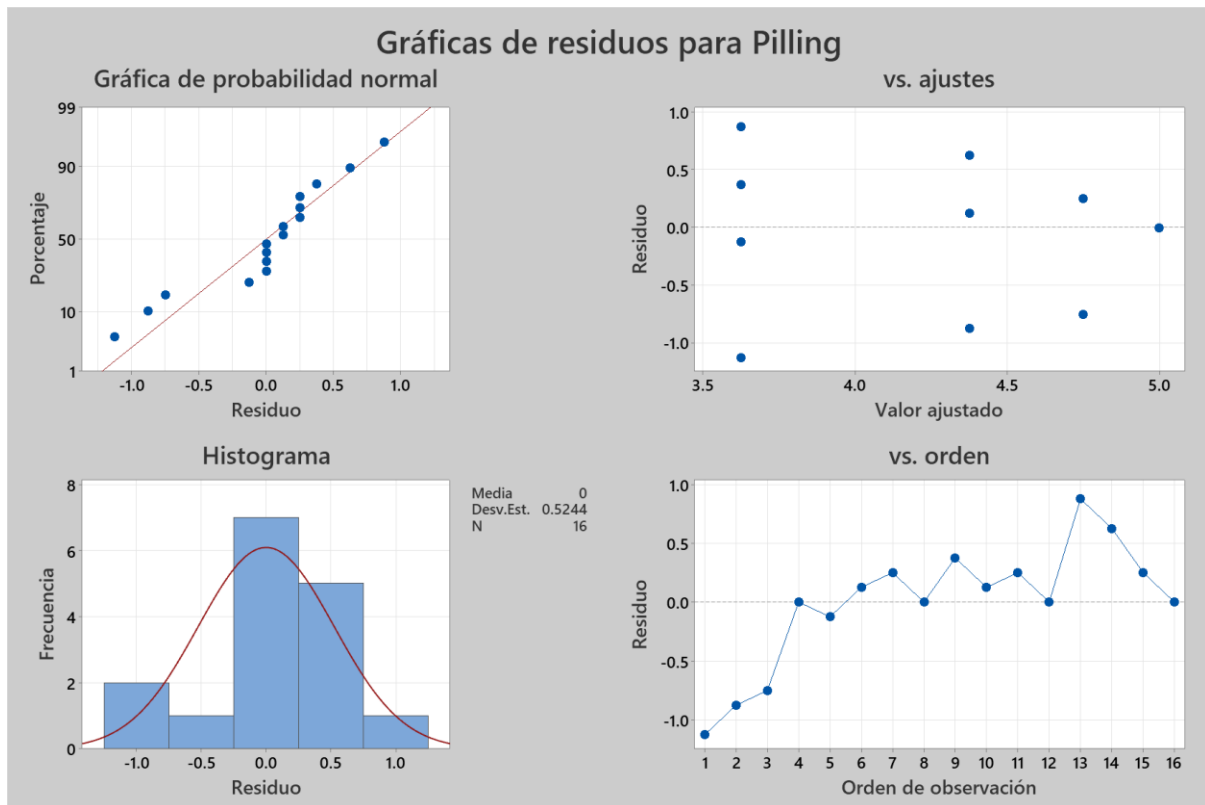 Gráficas de residuos para Pilling
Gráfica de probabilidad normal
99
90
50
10
1
Porcentaje
-1.0 -0.5 0.0 0.5 1.0
Residuo
vs. ajustes
1.0
0.5
0.0
-0.5
-1.0
Residuo
3.5 4.0 4.5 5.0
Valor ajustado
Histograma
8
6
4
2
0
Frecuencia
-1.0 -0.5 0.0 0.5 1.0
Residuo
Media 0
Desv.Est. 0.5244
N 16
vs. orden
1.0
0.5
0.0
-0.5
-1.0
Residuo
1 2 3 4 5 6 7 8 9 10 11 12 13 14 15 16
Orden de observación